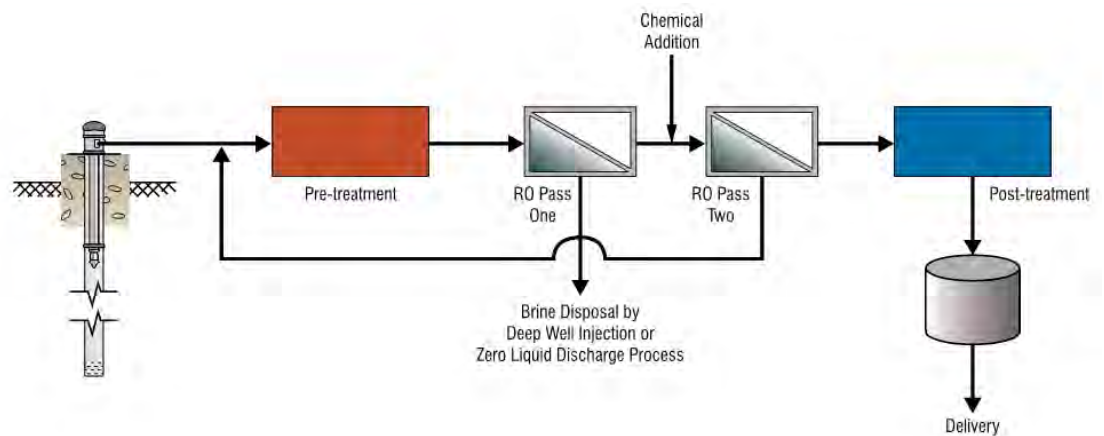 Chemical
Addition
Pre-treatment
RO Pass
One
RO Pass
Two
Post-treatment
Brine Disposal by
Deep Well Injection or
Zero Liquid Discharge Process
Delivery